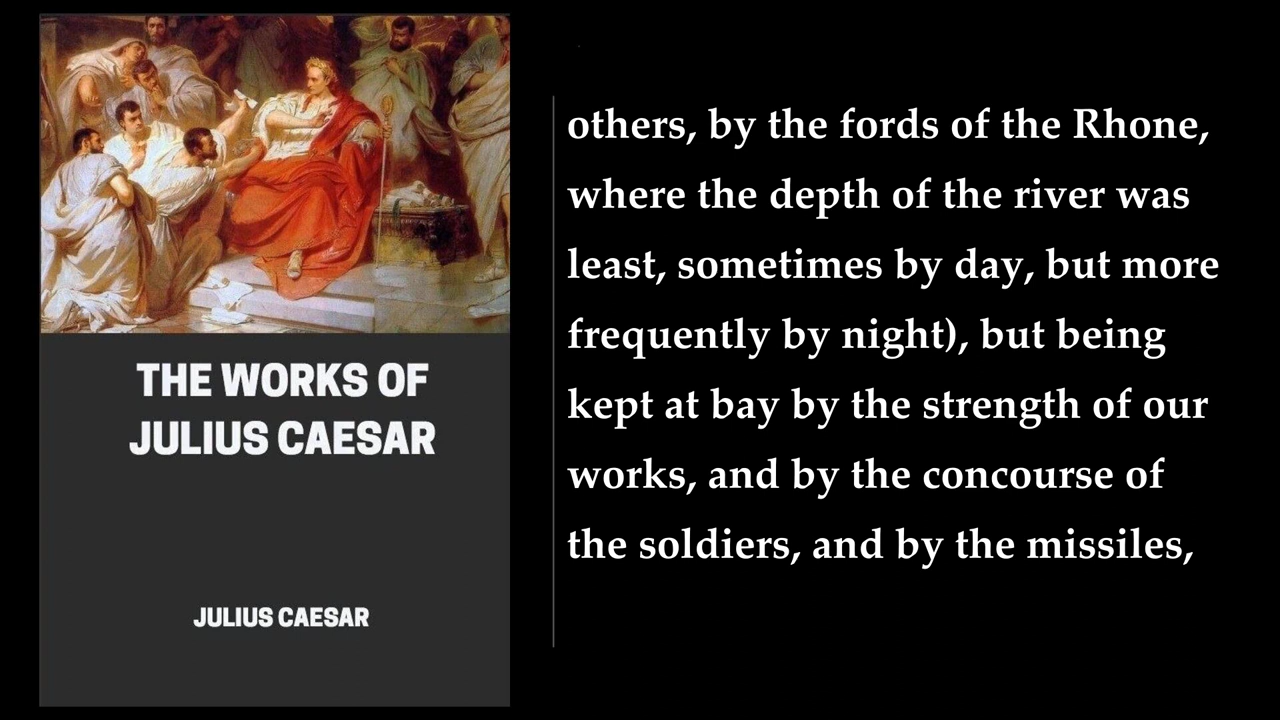 THE WORKS OF
JULIUS CAESAR
JULIUS CAESAR
others, by the fords of the Rhone,
where the depth of the river was
least, sometimes by day, but more
frequently by night), but being
kept at bay by the strength of our
works, and by the concourse of
the soldiers, and by the missiles,